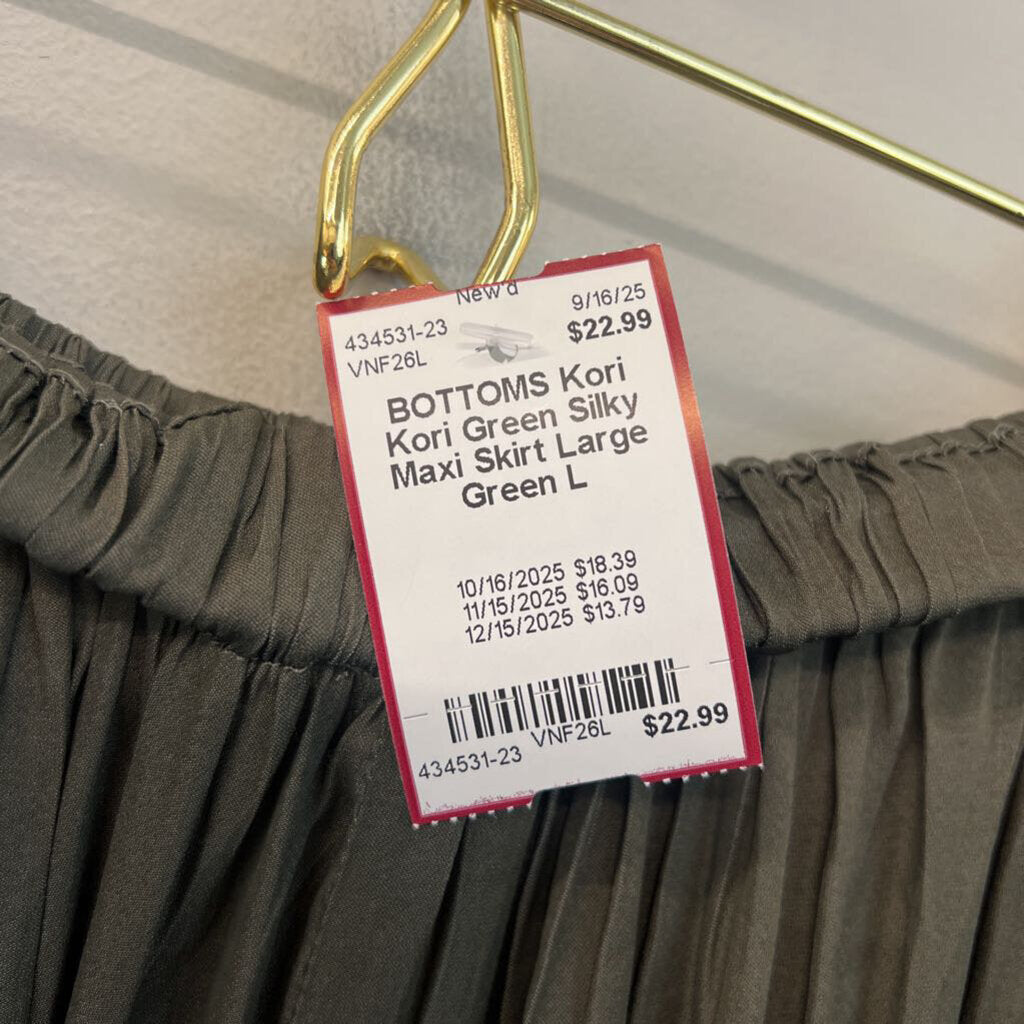 New'd
9/16/25
434531-23
$22.99
VNF26L
BOTTOMS Kori
Kori Green Silky
Maxi Skirt Large
Green L
10/16/2025 $18.39
11/15/2025 $16.09
12/15/2025 $13.79
434531-23 VNF26L $22.99